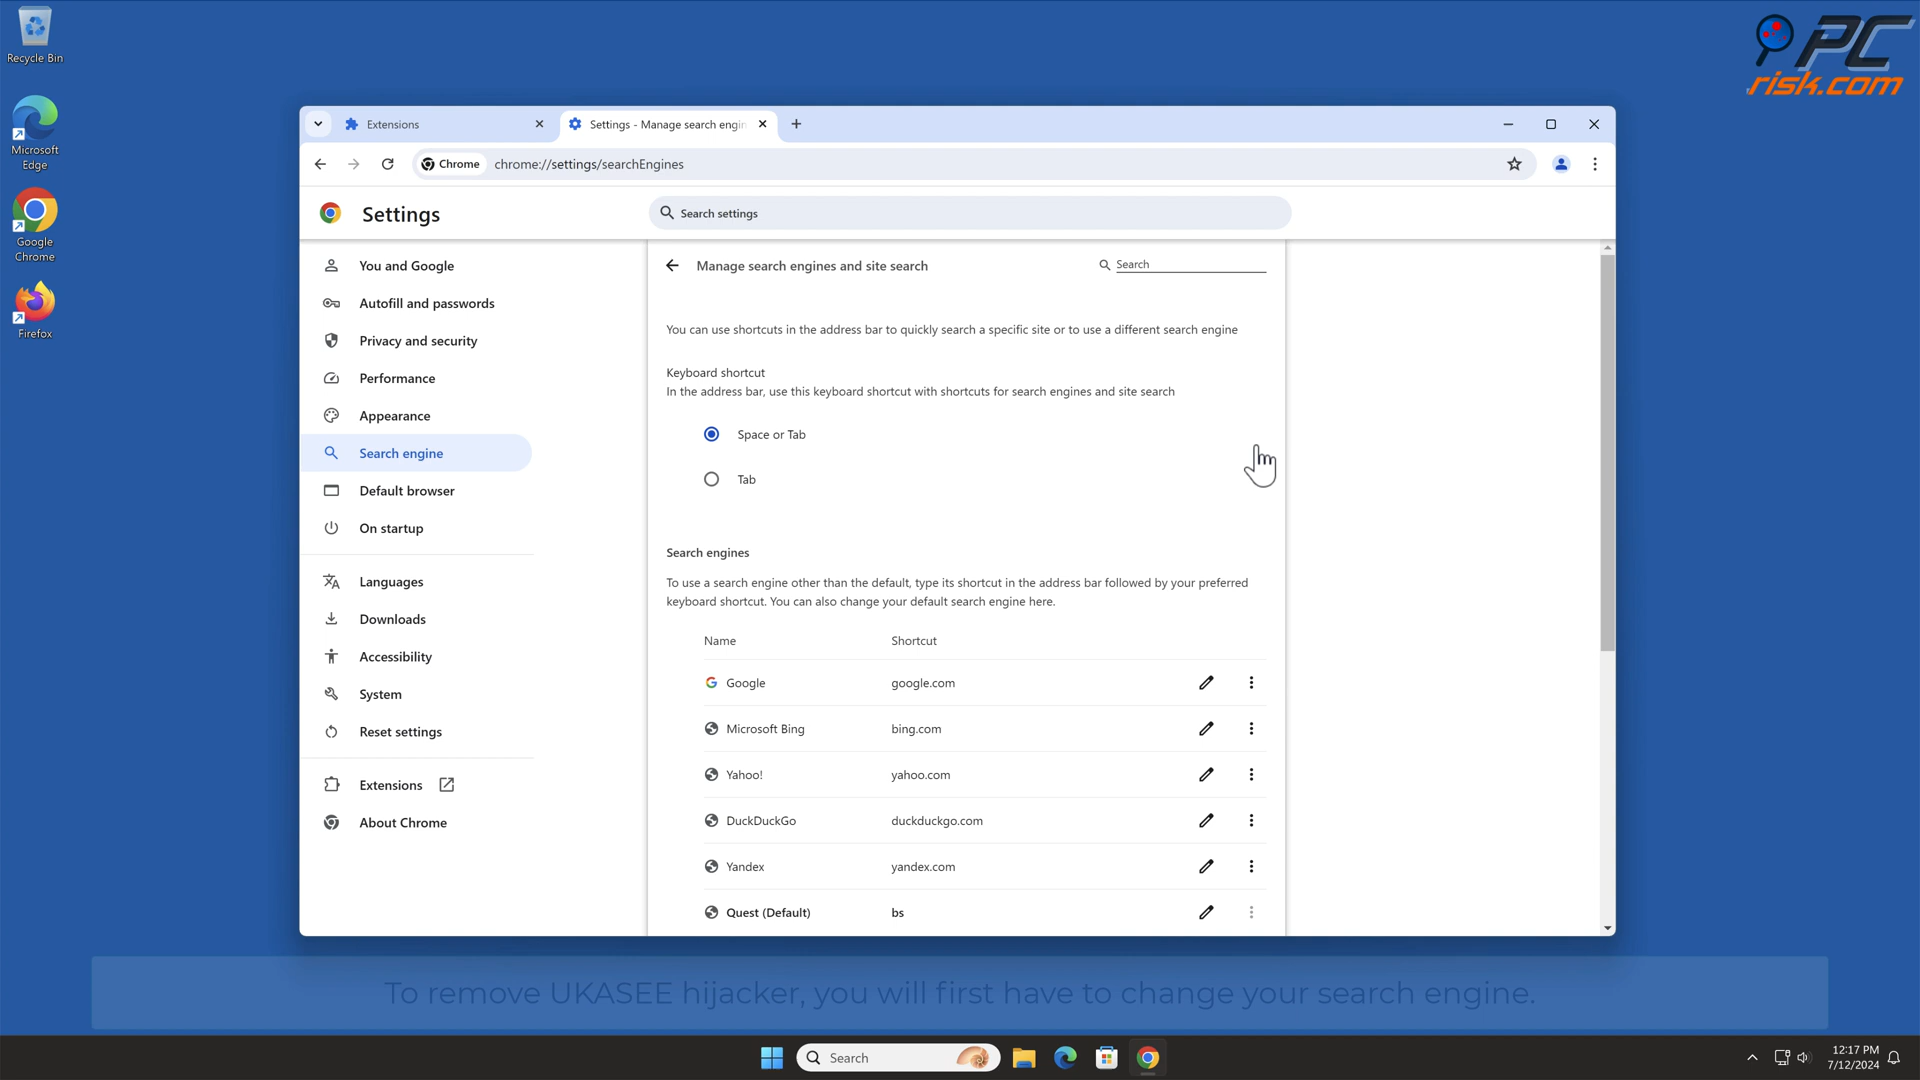 Recycle Bin
Microsoft
Edge
Google
Chrome
Firefox
PC
risk.com
Extensions
Settings - Manage search engin
Chrome
chrome://settings/searchEngines
Settings
Search settings
You and Google
Autofill and passwords
Privacy and security
Performance
Appearance
Search engine
Default browser
On startup
Languages
Downloads
Accessibility
System
Reset settings
Extensions
About Chrome
Manage search engines and site search
Search
You can use shortcuts in the address bar to quickly search a specific site or to use a different search engine
Keyboard shortcut
In the address bar, use this keyboard shortcut with shortcuts for search engines and site search
Space or Tab
Tab
Search engines
To use a search engine other than the default, type its shortcut in the address bar followed by your preferred
keyboard shortcut. You can also change your default search engine here.
Name Shortcut
Google google.com
Microsoft Bing bing.com
Yahoo! yahoo.com
DuckDuckGo duckduckgo.com
Yandex yandex.com
Quest (Default) bs
To remove UKASEE hijacker, you will first have to change your search engine.
Search
12:17 PM
7/12/2024